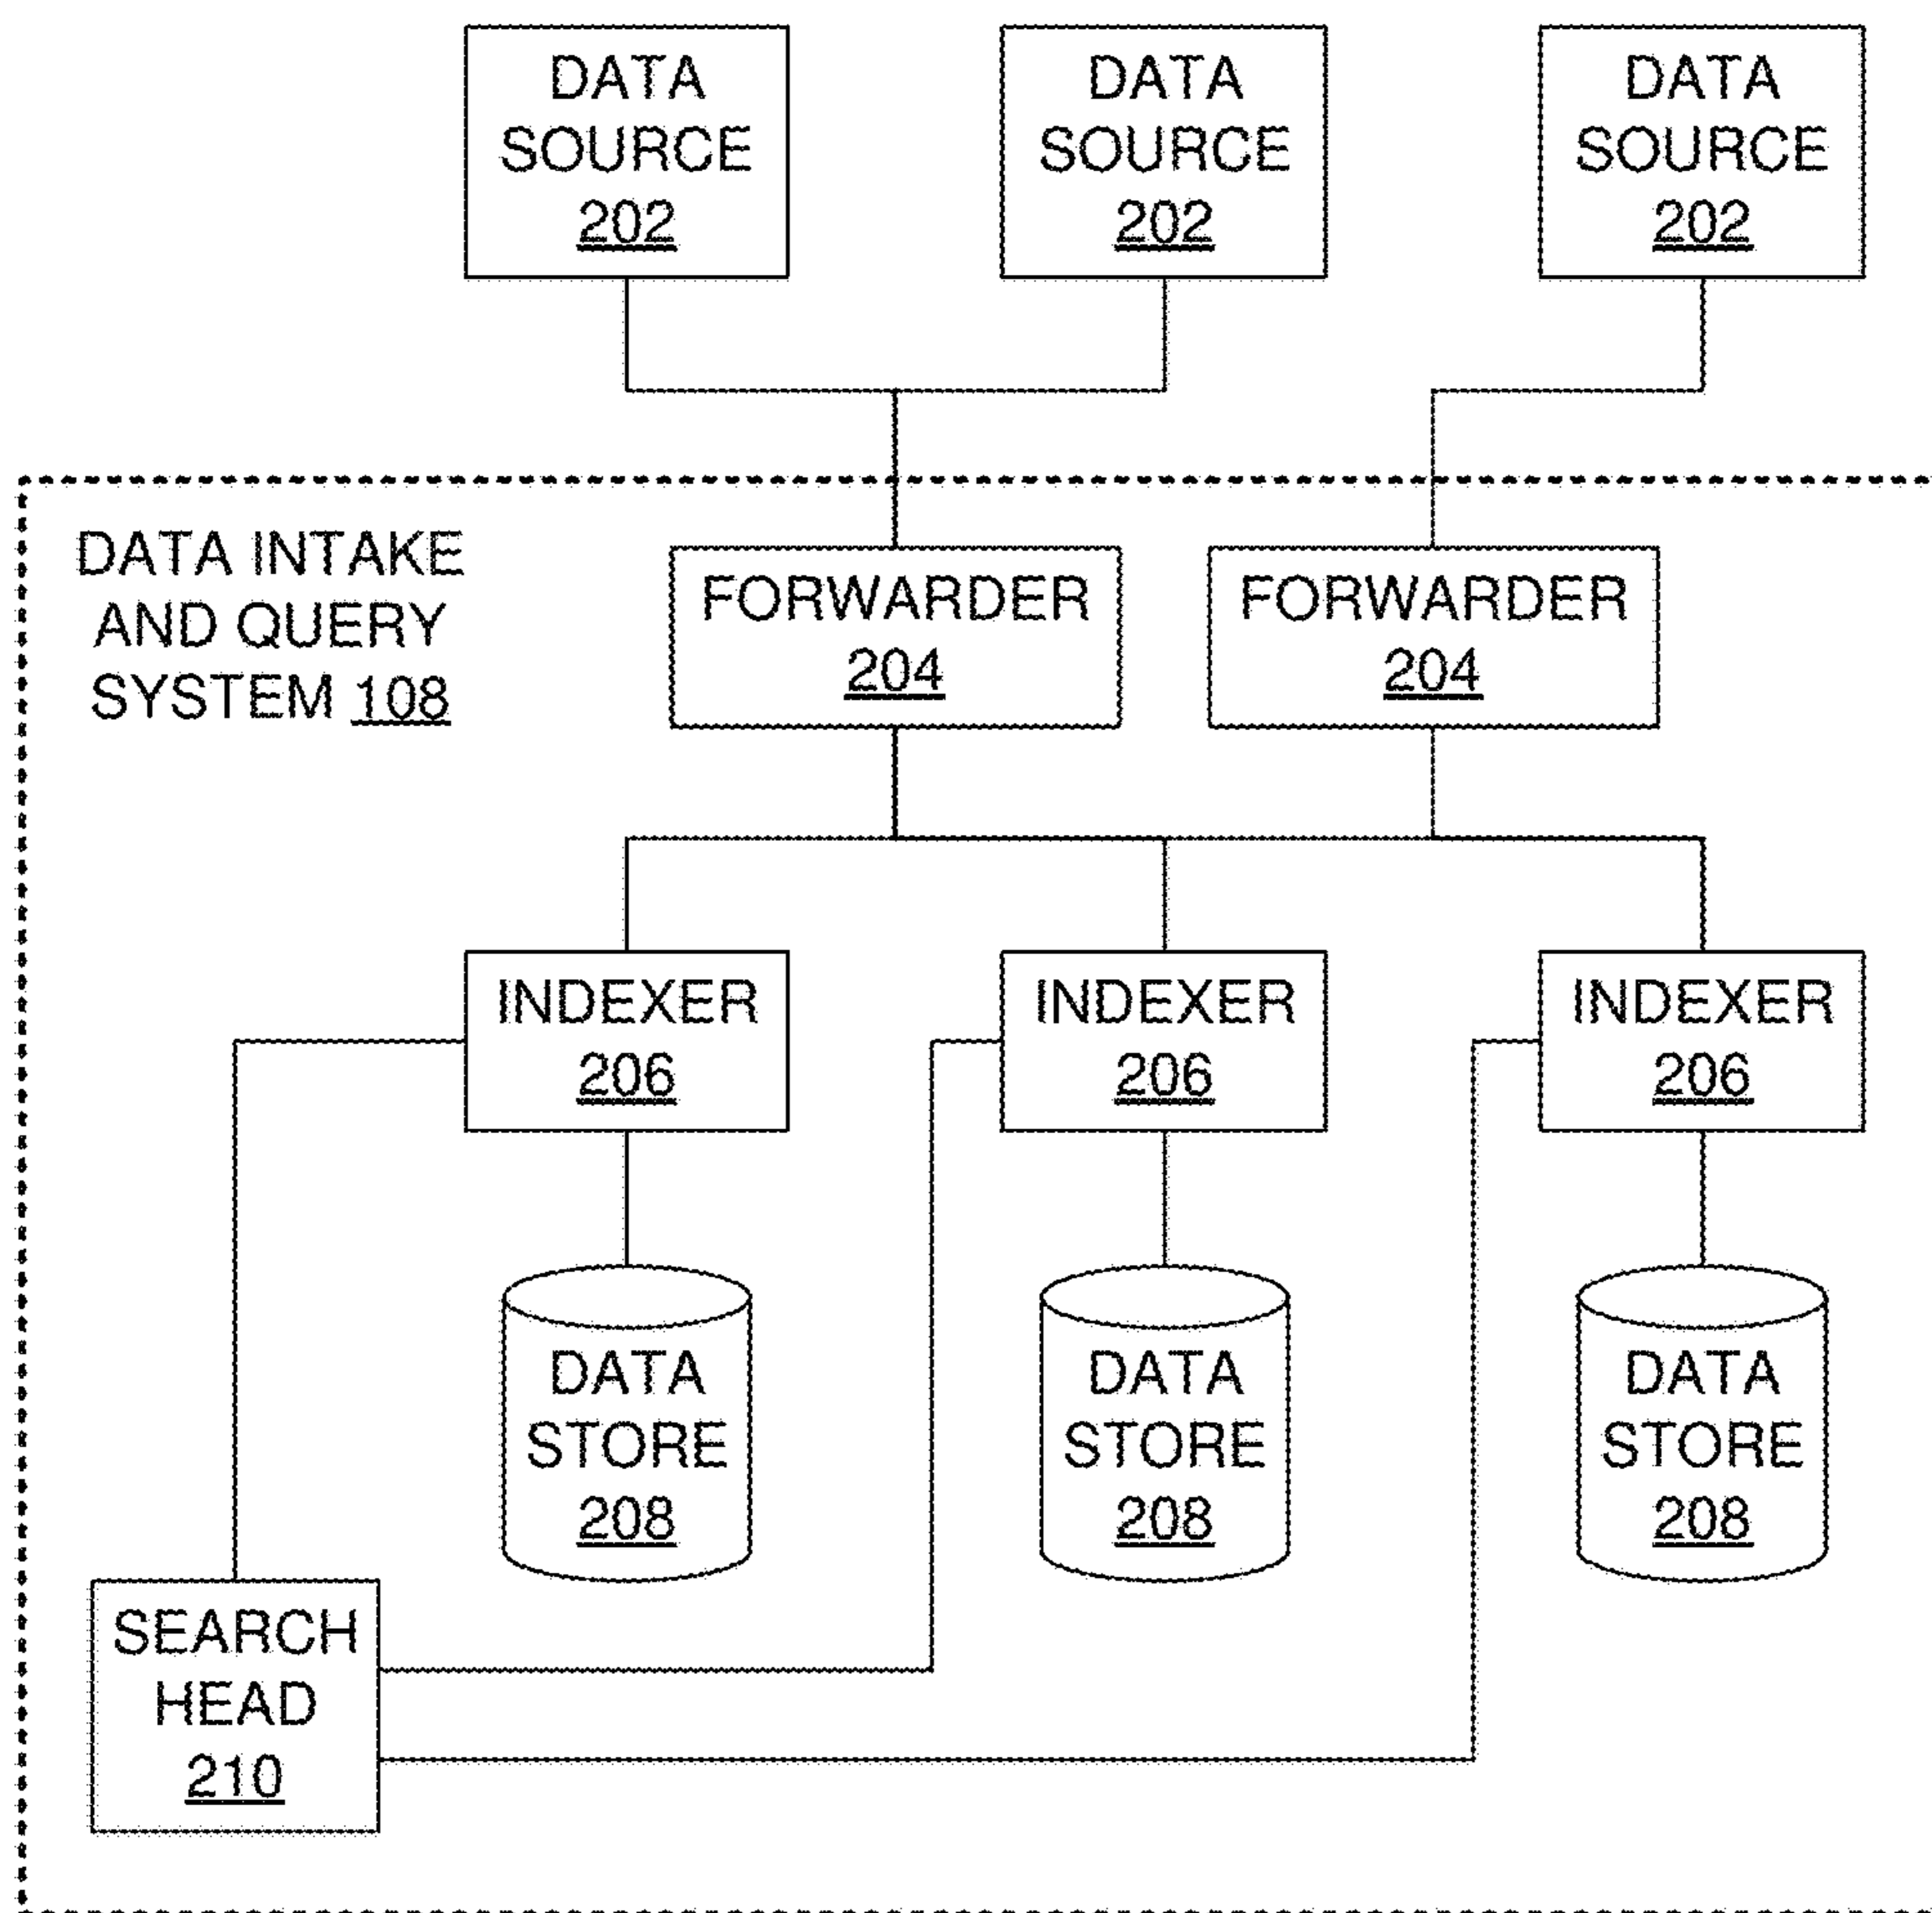 DATA
SOURCE
202
DATA
SOURCE
202
DATA
SOURCE
202
DATA INTAKE
AND QUERY
SYSTEM 108
FORWARDER
204
FORWARDER
204
INDEXER
206
INDEXER
206
INDEXER
206
DATA
STORE
208
DATA
STORE
208
DATA
STORE
208
SEARCH
HEAD
210